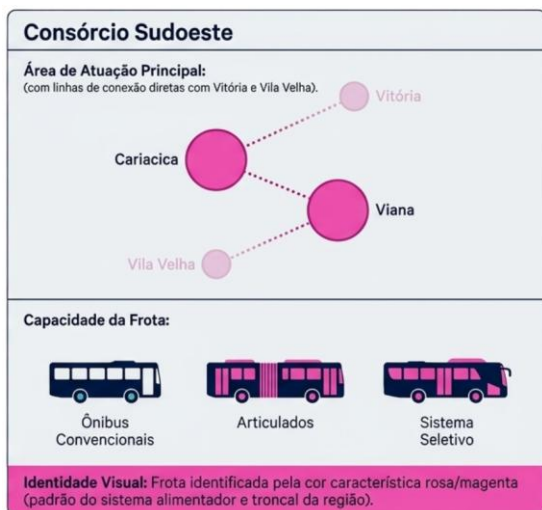 Consórcio Sudoeste
Área de Atuação Principal:
(com linhas de conexão diretas com Vitória e Vila Velha).
Vitória
Cariacica
Viana
Vila Velha
Capacidade da Frota:
Ônibus
Convencionais
Articulados
Sistema
Seletivo
Identidade Visual: Frota identificada pela cor característica rosa/magenta
(padrão do sistema alimentador e troncal da região).